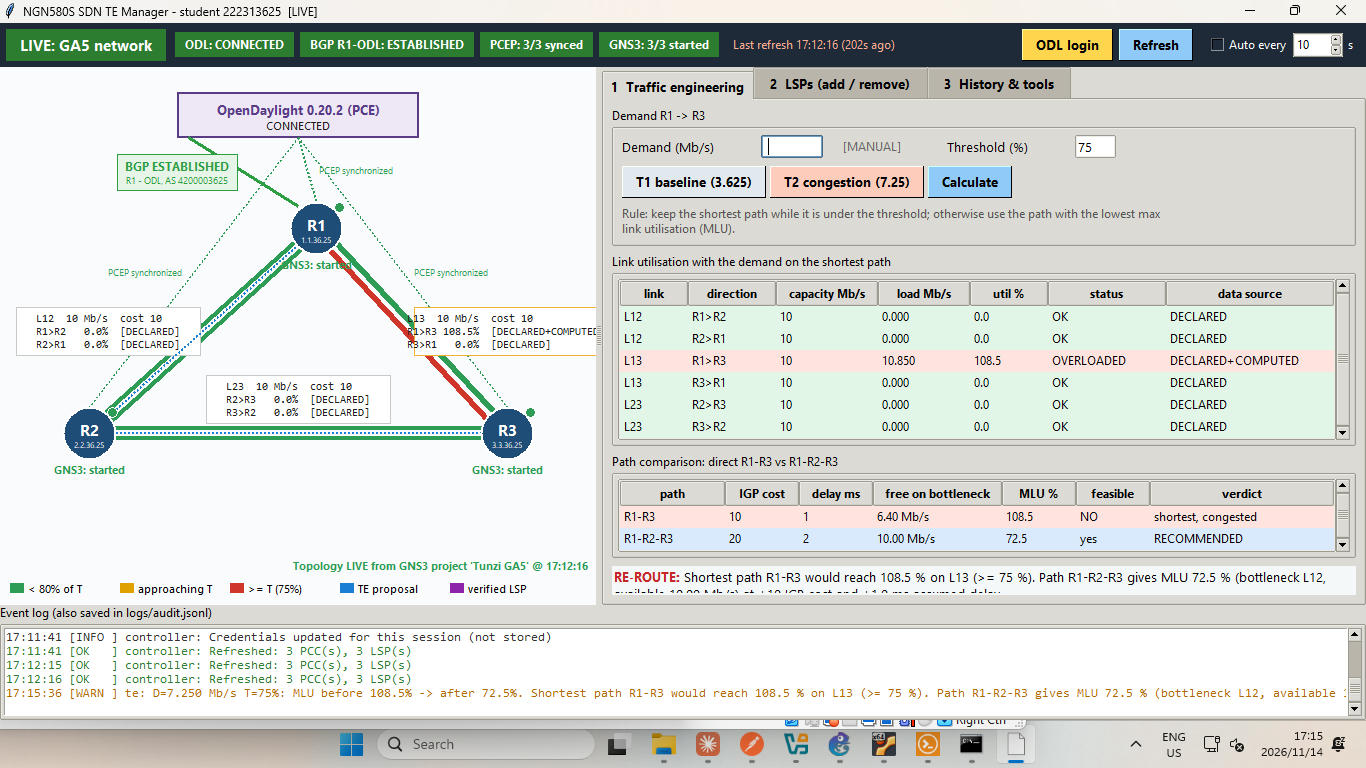 NGN580S SDN TE Manager - student 222313625 [LIVE]
LIVE: GA5 network
ODL: CONNECTED
BGP R1-ODL: ESTABLISHED
PCEP: 3/3 synced
GNS3: 3/3 started
Last refresh 17:12:16 (202s ago)
ODL login
Refresh
Auto every 10 s
OpenDaylight 0.20.2 (PCE)
CONNECTED
BGP ESTABLISHED
R1 - ODL, AS 4200003625
PCEP synchronized
R1
1.1.36.25
GNS3: started
PCEP synchronized
PCEP synchronized
L12 10 Mb/s cost 10
R1>R2 0.0% [DECLARED]
R2>R1 0.0% [DECLARED]
L13 10 Mb/s cost 10
R1>R3 108.5% [DECLARED+COMPUTED
R3>R1 0.0% [DECLARED]
L23 10 Mb/s cost 10
R2>R3 0.0% [DECLARED]
R3>R2 0.0% [DECLARED]
R2
2.2.36.25
GNS3: started
R3
3.3.36.25
GNS3: started
Topology LIVE from GNS3 project 'Tunzi GA5' @ 17:12:16
< 80% of T
approaching T
>= T (75%)
TE proposal
verified LSP
1 Traffic engineering
2 LSPs (add / remove)
3 History & tools
Demand R1 -> R3
Demand (Mb/s) [MANUAL] Threshold (%) 75
T1 baseline (3.625)
T2 congestion (7.25)
Calculate
Rule: keep the shortest path while it is under the threshold; otherwise use the path with the lowest max
link utilisation (MLU).
Link utilisation with the demand on the shortest path
link direction capacity Mb/s load Mb/s util % status data source
L12 R1>R2 10 0.000 0.0 OK DECLARED
L12 R2>R1 10 0.000 0.0 OK DECLARED
L13 R1>R3 10 10.850 108.5 OVERLOADED DECLARED+COMPUTED
L13 R3>R1 10 0.000 0.0 OK DECLARED
L23 R2>R3 10 0.000 0.0 OK DECLARED
L23 R3>R2 10 0.000 0.0 OK DECLARED
Path comparison: direct R1-R3 vs R1-R2-R3
path IGP cost delay ms free on bottleneck MLU % feasible verdict
R1-R3 10 1 6.40 Mb/s 108.5 NO shortest, congested
R1-R2-R3 20 2 10.00 Mb/s 72.5 yes RECOMMENDED
RE-ROUTE: Shortest path R1-R3 would reach 108.5 % on L13 (>= 75 %). Path R1-R2-R3 gives MLU 72.5 % (bottleneck L12,
Event log (also saved in logs/audit.jsonl)
17:11:41 [INFO ] controller: Credentials updated for this session (not stored)
17:11:41 [OK ] controller: Refreshed: 3 PCC(s), 3 LSP(s)
17:12:15 [OK ] controller: Refreshed: 3 PCC(s), 3 LSP(s)
17:12:16 [OK ] controller: Refreshed: 3 PCC(s), 3 LSP(s)
17:15:36 [WARN ] te: D=7.250 Mb/s T=75%: MLU before 108.5% -> after 72.5%. Shortest path R1-R3 would reach 108.5 % on L13 (>= 75 %). Path R1-R2-R3 gives MLU 72.5 % (bottleneck L12, available
Right Ctrl
Search
ENG
US
17:15
2026/11/14